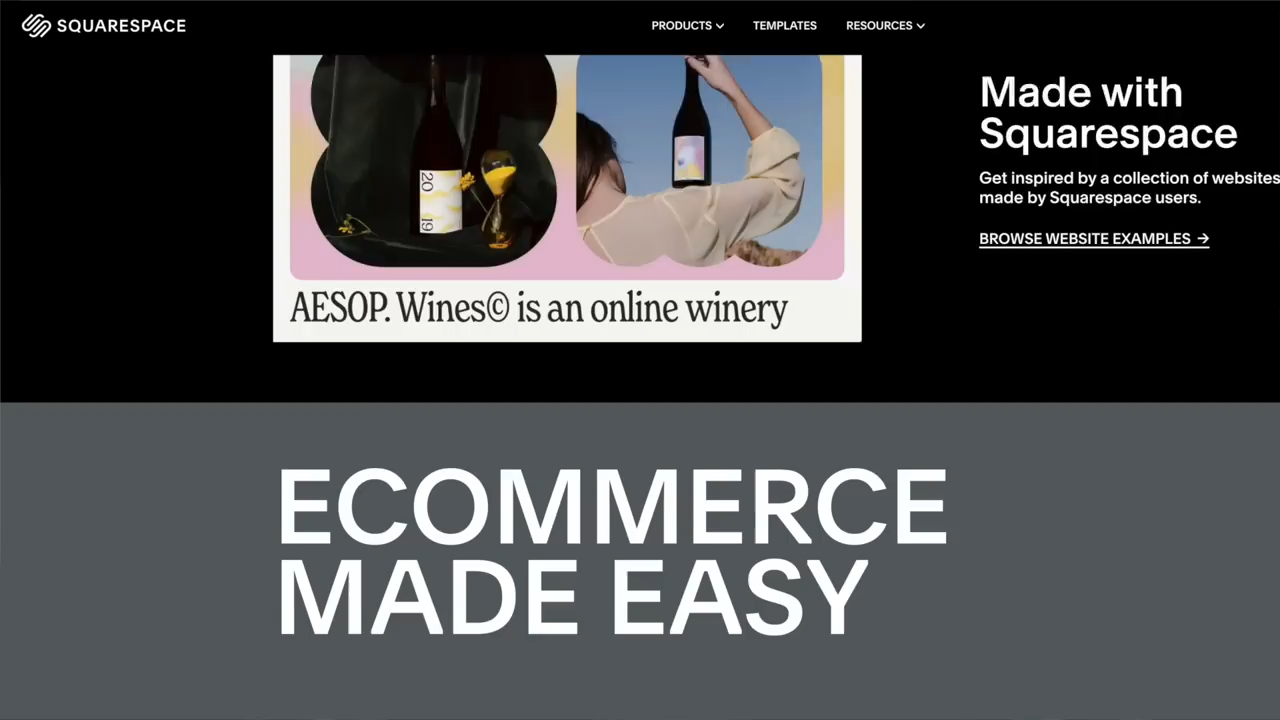 SQUARESPACE
PRODUCTS
TEMPLATES
RESOURCES
Made with
Squarespace
Get inspired by a collection of websites
made by Squarespace users.
BROWSE WEBSITE EXAMPLES →
20
19
AESOP. Wines© is an online winery
ECOMMERCE
MADE EASY